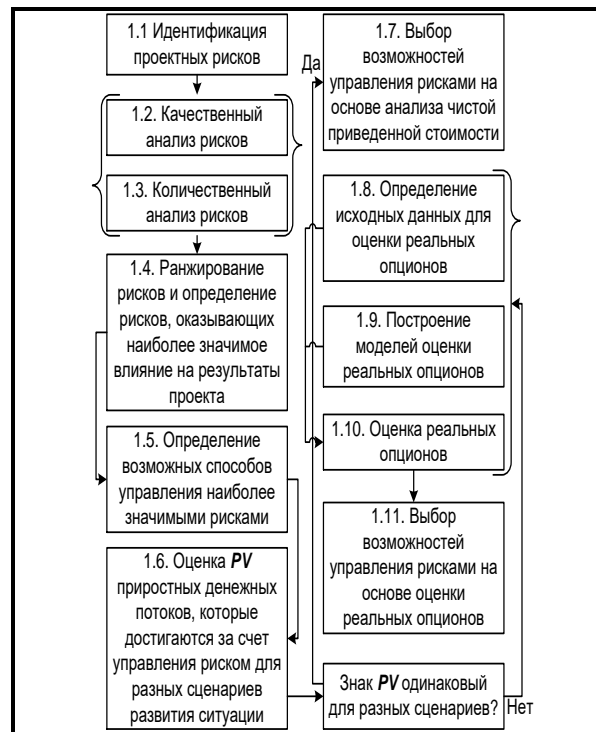 1.1 Идентификация
проектных рисков
1.2. Качественный
анализ рисков
1.3. Количественный
анализ рисков
1.4. Ранжирование
рисков и определение
рисков, оказывающих
наиболее значимое
влияние на результаты
проекта
1.5. Определение
возможных способов
управления наиболее
значимыми рисками
1.6. Оценка PV
приростных денежных
потоков, которые
достигаются за счет
управления риском для
разных сценариев
развития ситуации
Знак PV одинаковый
для разных сценариев?
Да
Нет
1.7. Выбор
возможностей
управления рисками на
основе анализа чистой
приведенной стоимости
1.8. Определение
исходных данных для
оценки реальных
опционов
1.9. Построение
моделей оценки
реальных опционов
1.10. Оценка реальных
опционов
1.11. Выбор
возможностей
управления рисками на
основе оценки
реальных опционов